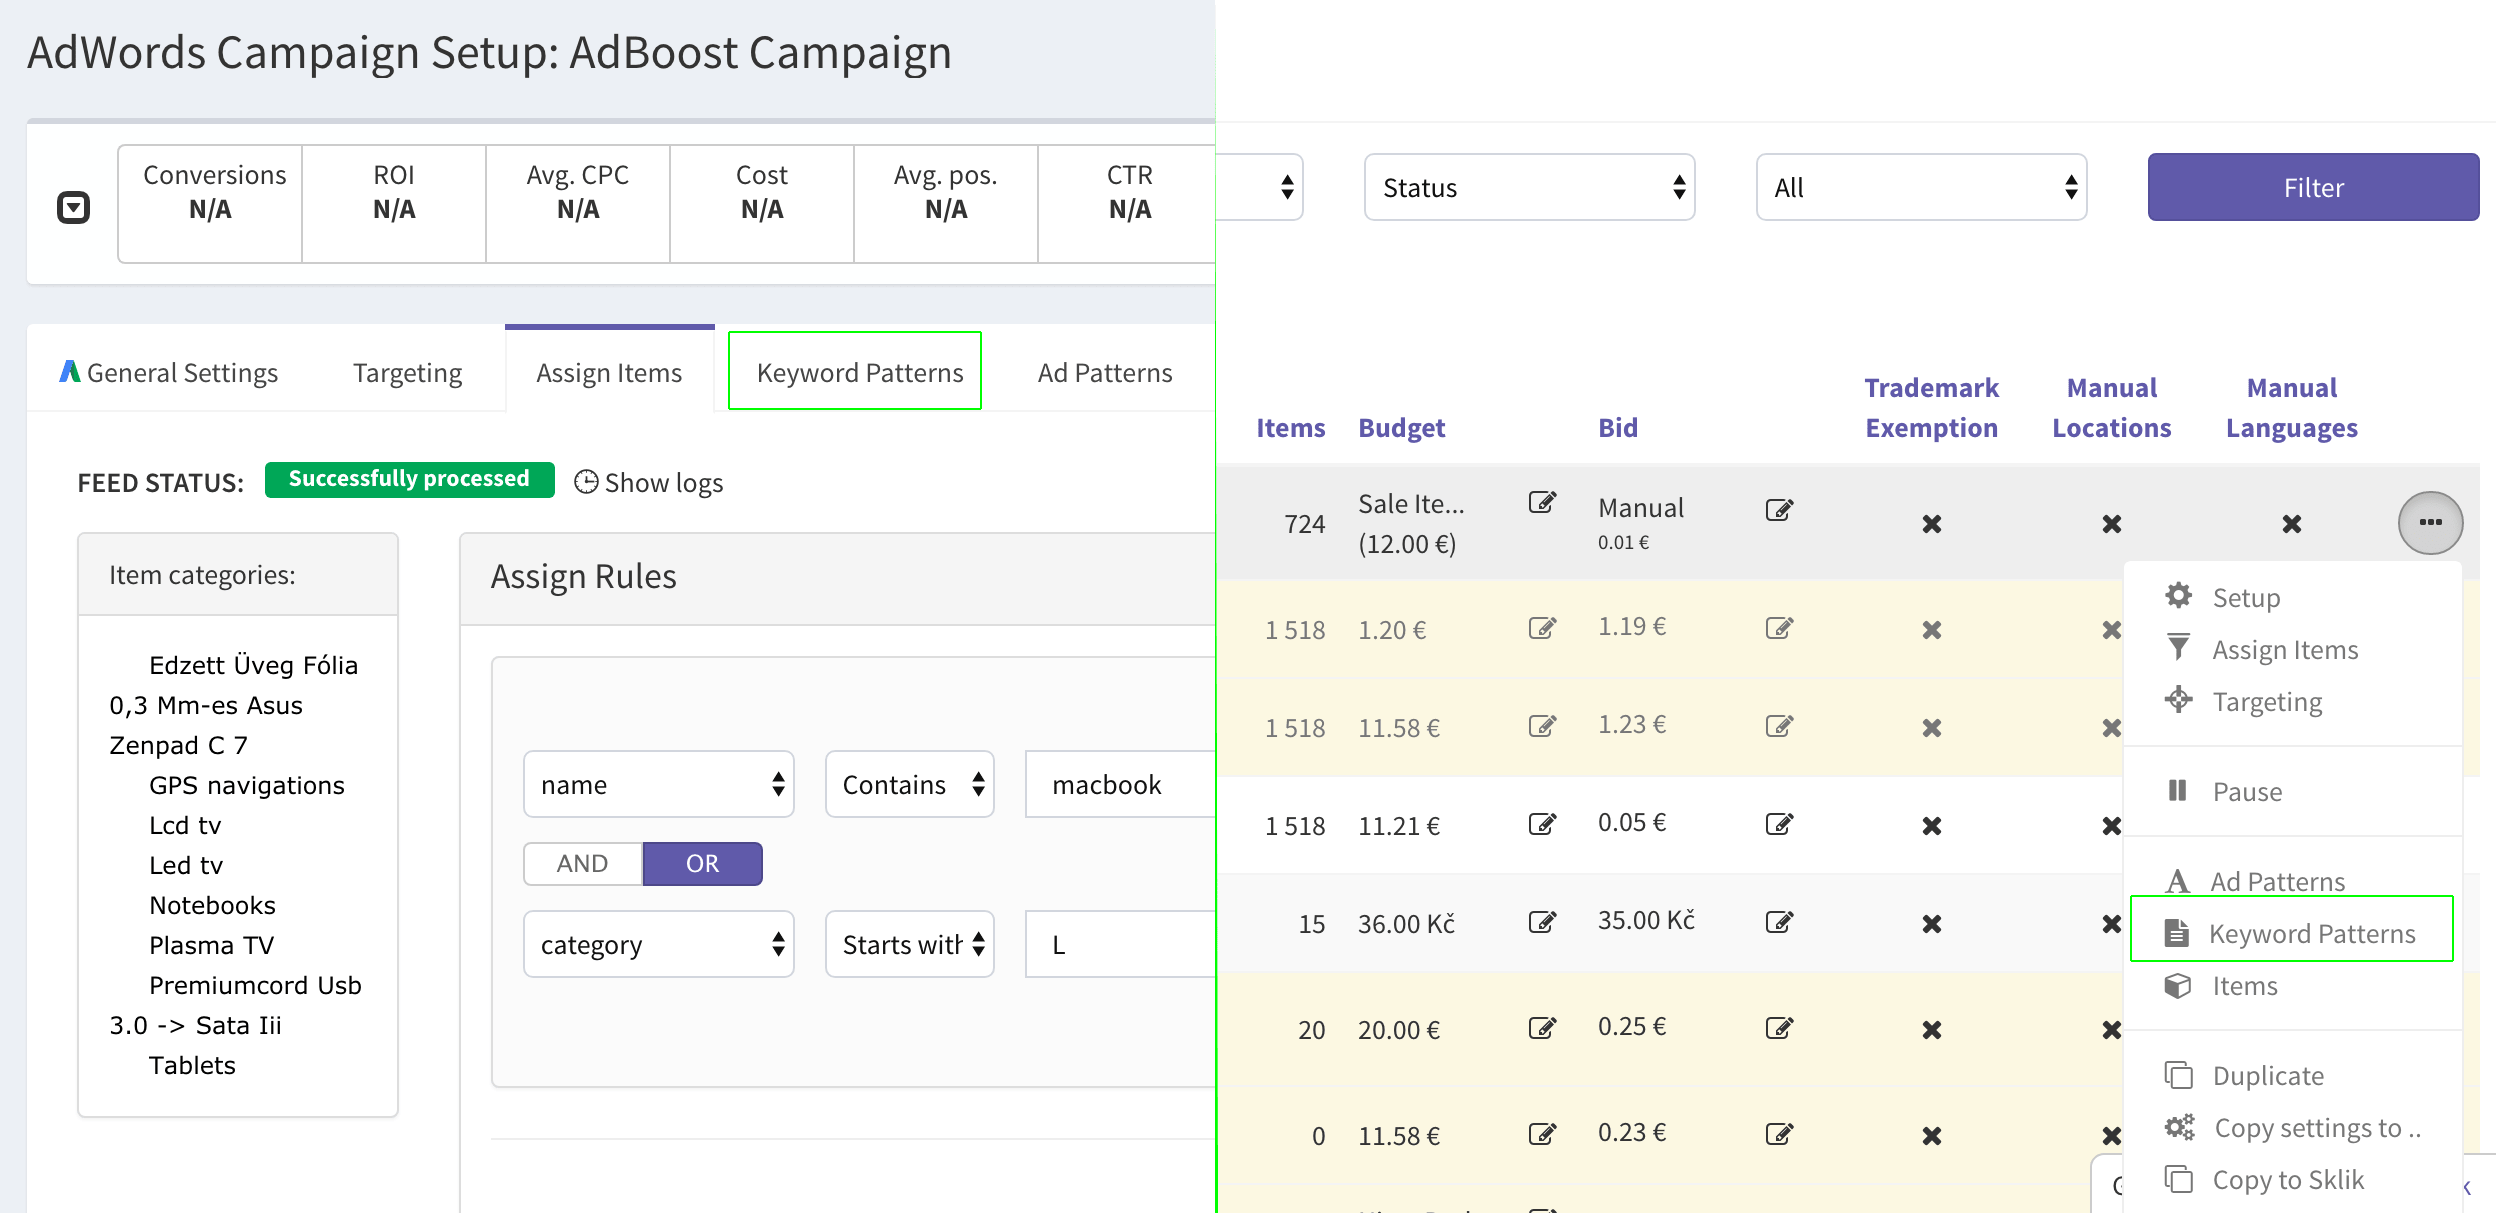 AdWords Campaign Setup: AdBoost Campaign
Conversions ROI Avg. CPC Cost Avg. pos. CTR
N/A N/A N/A N/A N/A N/A
General Settings Targeting Assign Items Keyword Patterns Ad Patterns
FEED STATUS: Successfully processed Show logs
Item categories:
Edzett Üveg Fólia
0,3 Mm-es Asus
Zenpad C 7
GPS navigations
Lcd tv
Led tv
Notebooks
Plasma TV
Premiumcord Usb
3.0 -> Sata Iii
Tablets
Assign Rules
name Contains macbook
AND OR
category Starts with L
Status All Filter
Trademark Manual Manual
Items Budget Bid Exemption Locations Languages
724 Sale Ite... Manual
(12.00 €) 0.01 €
1 518 1.20 € 1.19 €
1 518 11.58 € 1.23 €
1 518 11.21 € 0.05 €
15 36.00 Kč 35.00 Kč
20 20.00 € 0.25 €
0 11.58 € 0.23 €
Setup
Assign Items
Targeting
Pause
Ad Patterns
Keyword Patterns
Items
Duplicate
Copy settings to ..
Copy to Sklik